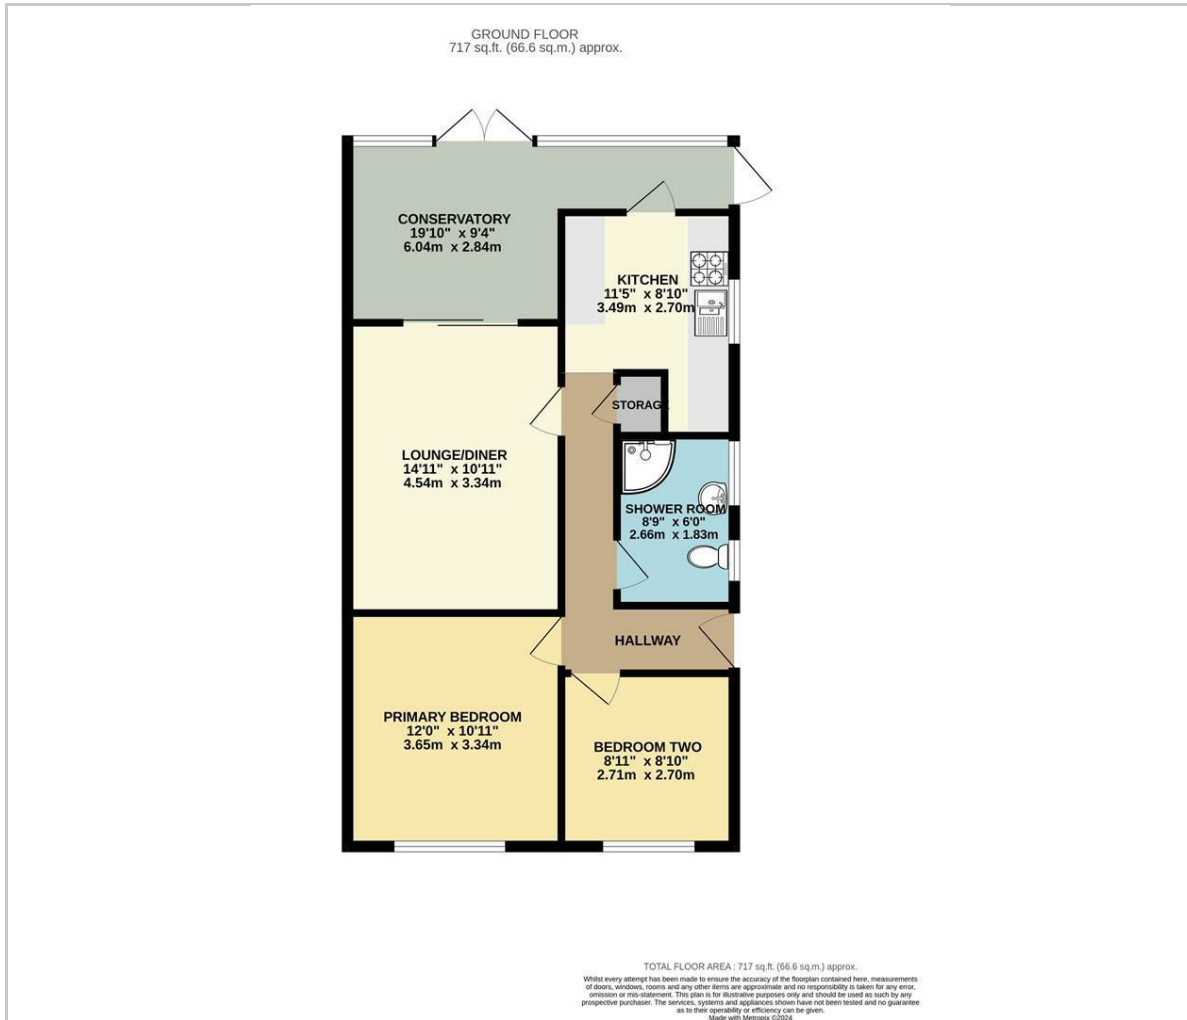 GROUND FLOOR
717 sq.ft. (66.6 sq.m.) approx.
CONSERVATORY
19'10" x 9'4"
6.04m x 2.84m
KITCHEN
11'5" x 8'10"
3.49m x 2.70m
STORAGE
LOUNGE/DINER
14'11" x 10'11"
4.54m x 3.34m
SHOWER ROOM
8'9" x 6'0"
2.66m x 1.83m
HALLWAY
PRIMARY BEDROOM
12'0" x 10'11"
3.65m x 3.34m
BEDROOM TWO
8'11" x 8'10"
2.71m x 2.70m
TOTAL FLOOR AREA : 717 sq.ft. (66.6 sq.m.) approx.
Whilst every attempt has been made to ensure the accuracy of the floorplan contained here, measurements
of doors, windows, rooms and any other items are approximate and no responsibility is taken for any error,
omission or mis-statement. This plan is for illustrative purposes only and should be used as such by any
prospective purchaser. The services, systems and appliances shown have not been tested and no guarantee
as to their operability or efficiency can be given.
Made with Metropix ©2024